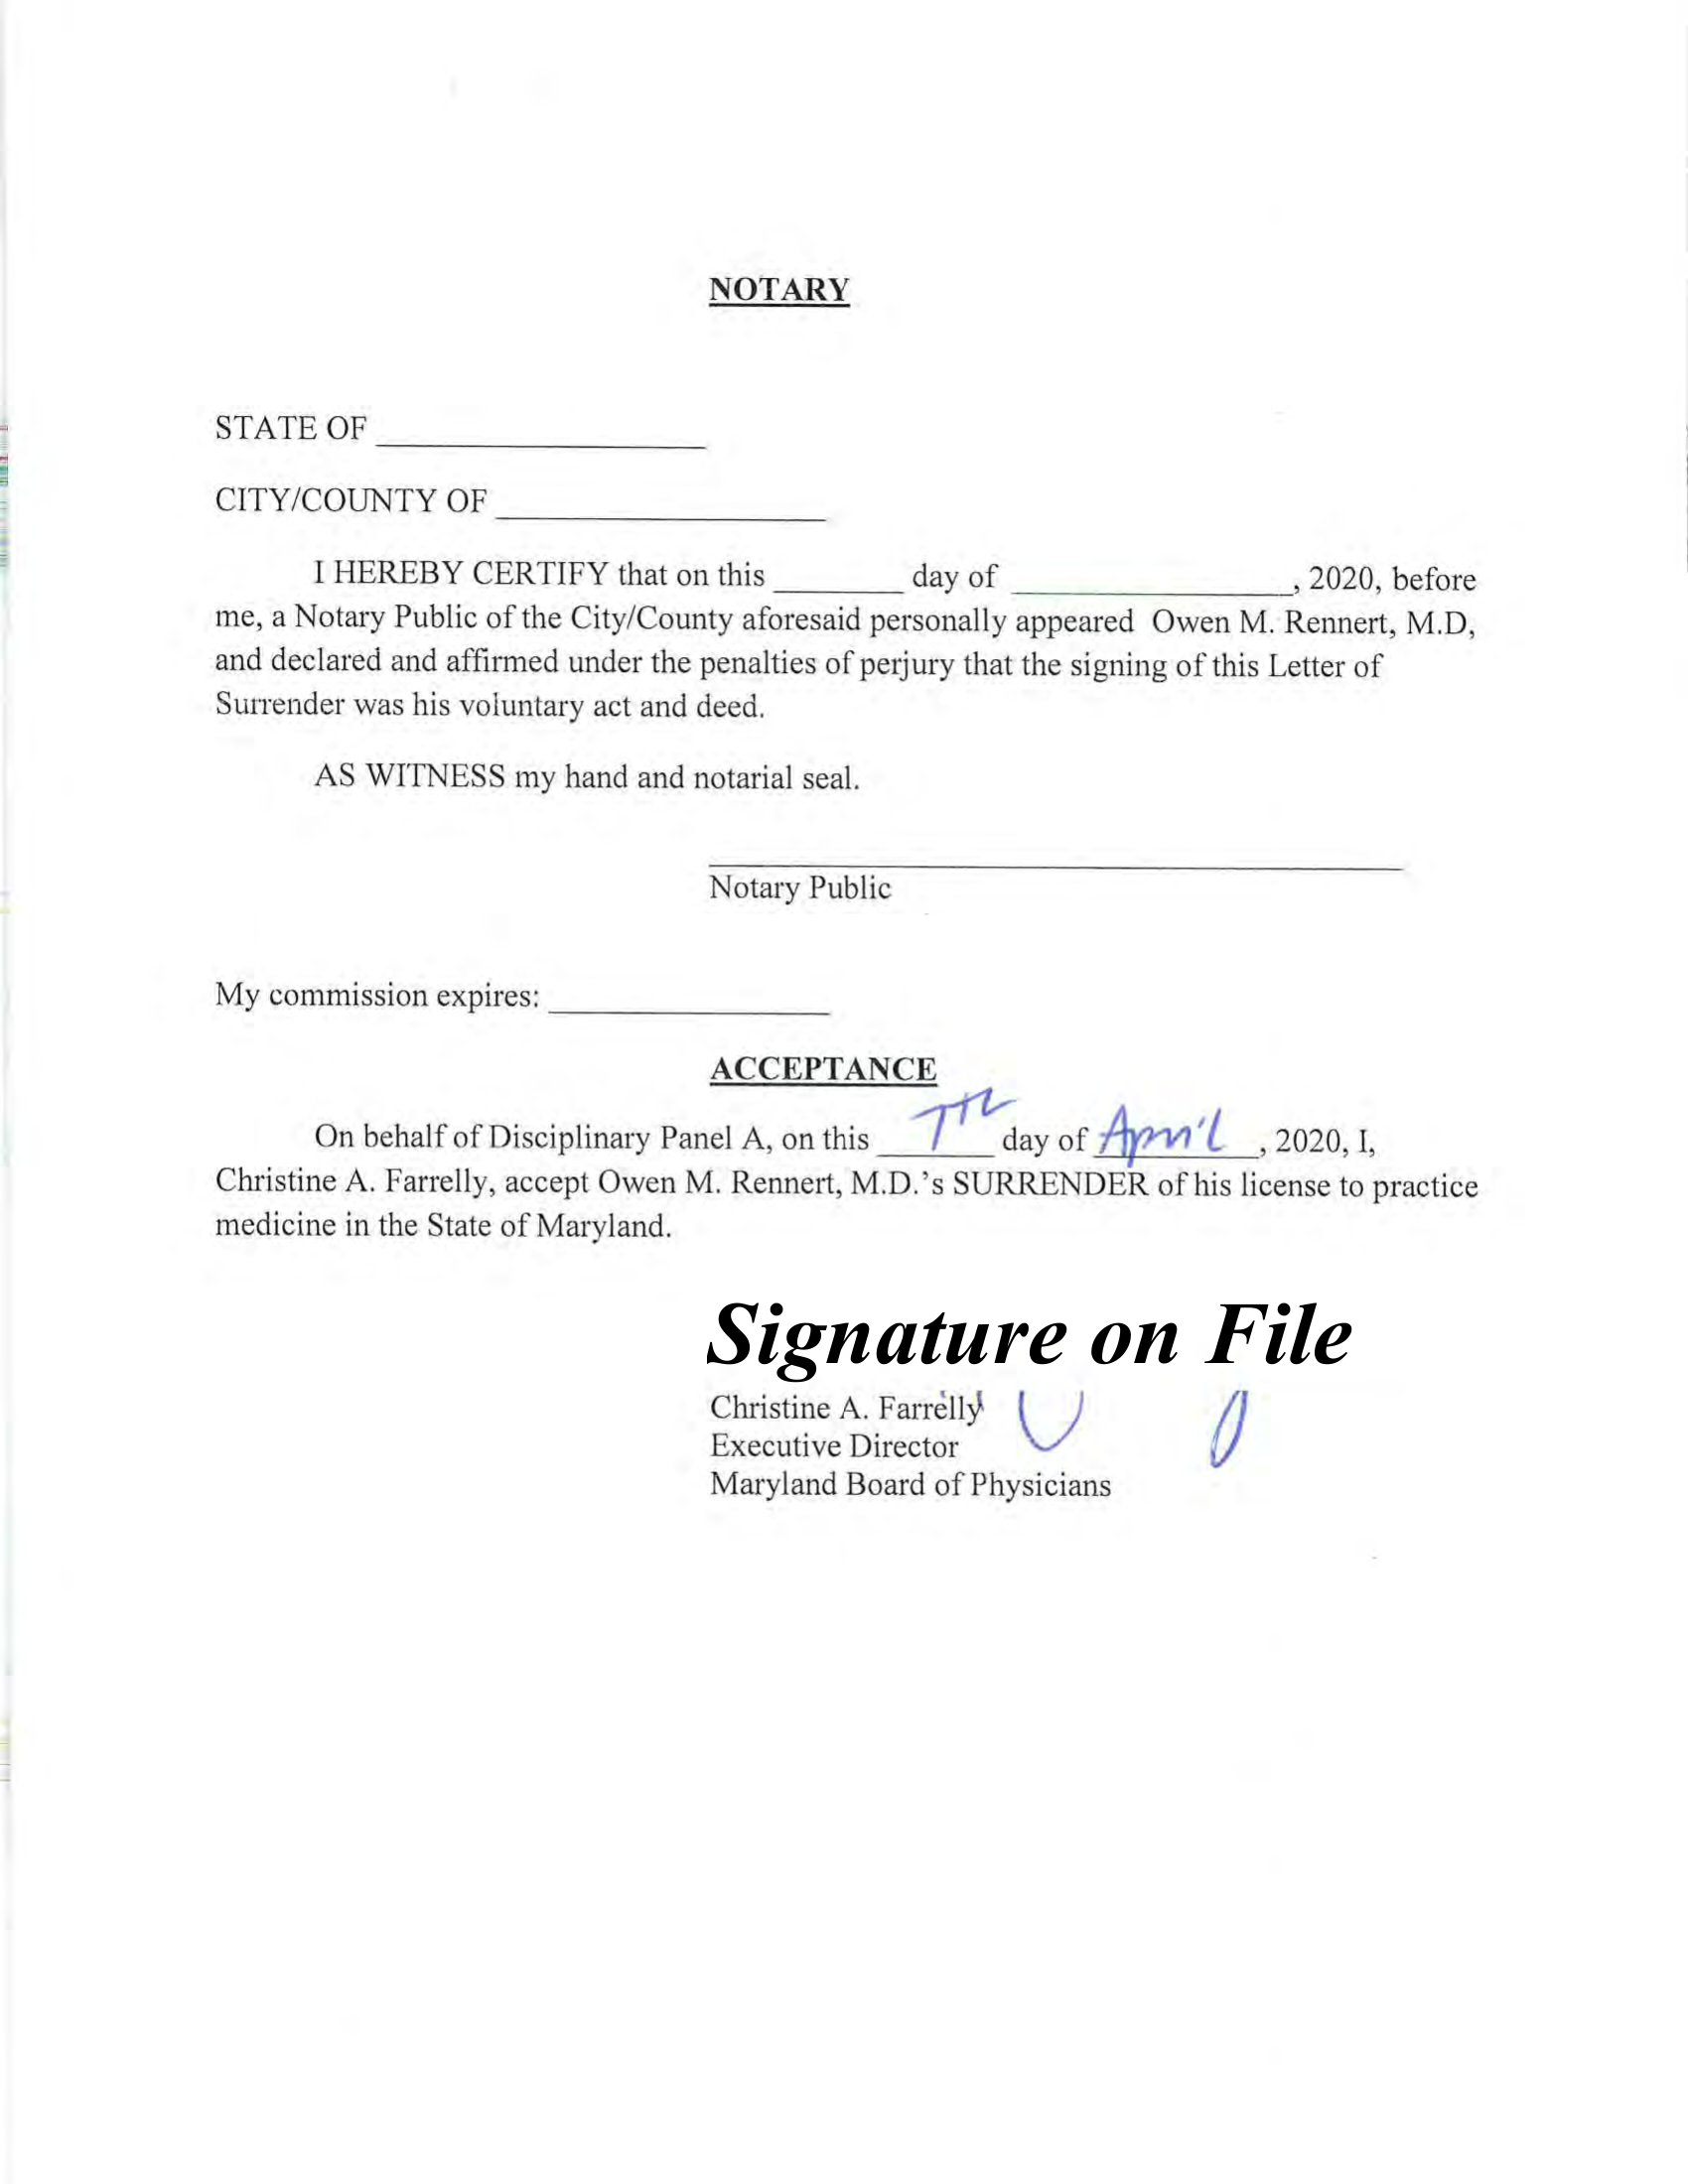 NOTARY
STATE OF ____________
CITY/COUNTY OF ____________
I HEREBY CERTIFY that on this ______ day of ____________, 2020, before
me, a Notary Public of the City/County aforesaid personally appeared Owen M. Rennert, M.D,
and declared and affirmed under the penalties of perjury that the signing of this Letter of
Surrender was his voluntary act and deed.
AS WITNESS my hand and notarial seal.
Notary Public
My commission expires: ____________
ACCEPTANCE
On behalf of Disciplinary Panel A, on this 7th day of April, 2020, I,
Christine A. Farrelly, accept Owen M. Rennert, M.D.'s SURRENDER of his license to practice
medicine in the State of Maryland.
Signature on File
Christine A. Farrelly
Executive Director
Maryland Board of Physicians